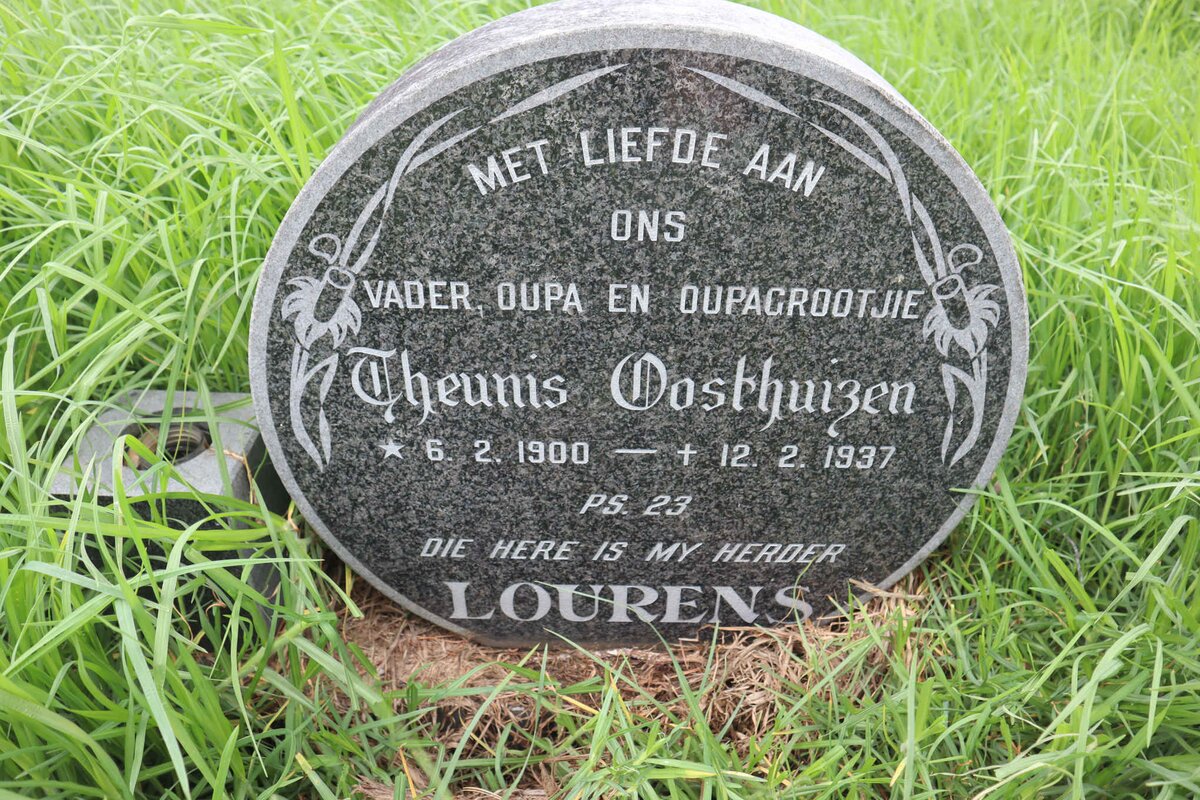 MET LIEFDE AAN
ONS
VADER, OUPA EN OUPAGROOTJIE
Theunis Oosthuizen
★ 6. 2. 1900 — + 12. 2. 1937
PS. 23
DIE HERE IS MY HERDER
LOURENS